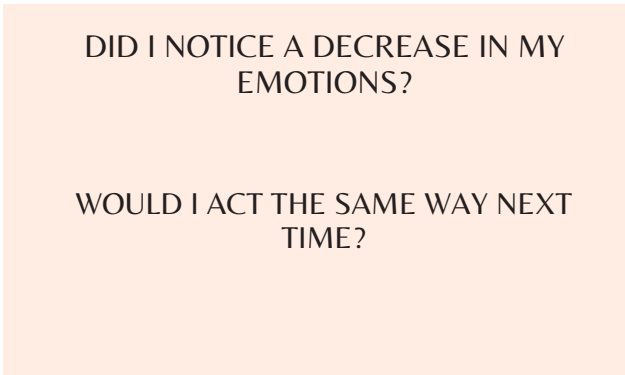 DID I NOTICE A DECREASE IN MY
EMOTIONS?
WOULD I ACT THE SAME WAY NEXT
TIME?